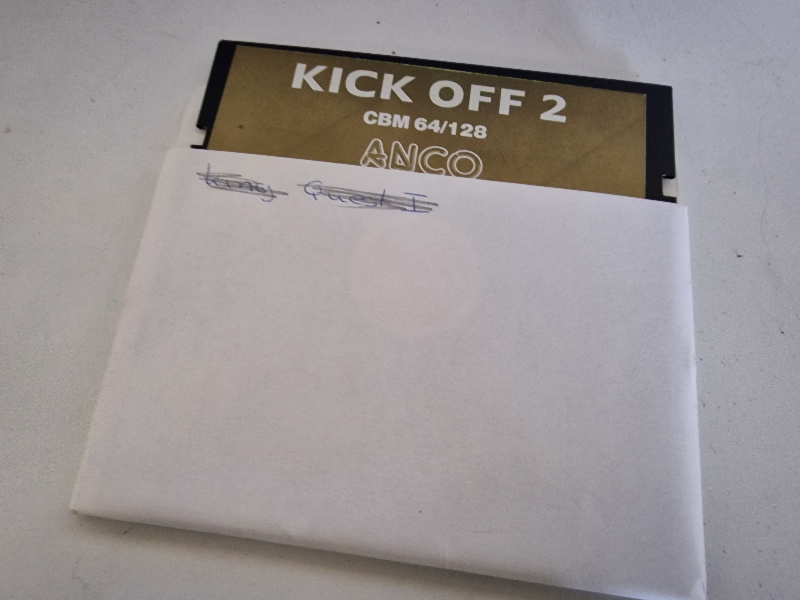 KICK OFF 2
CBM 64/128
ANCO
King Quest I